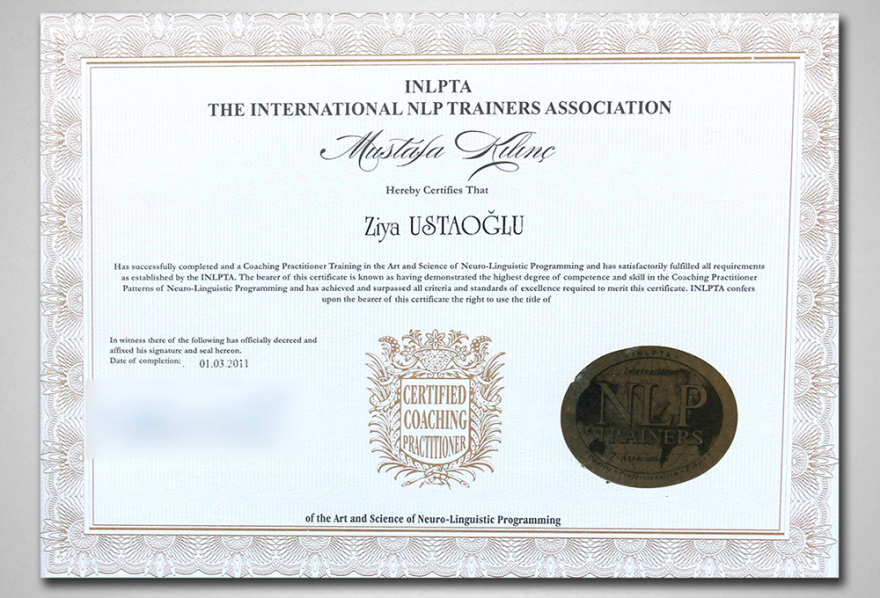 INLPTA
THE INTERNATIONAL NLP TRAINERS ASSOCIATION
Mustafa Kılınç
Hereby Certifies That
Ziya USTAOĞLU
Has successfully completed and a Coaching Practitioner Training in the Art and Science of Neuro-Linguistic Programming and has satisfactorily fulfilled all requirements
as established by the INLPTA. The bearer of this certificate is known as having demonstrated the highest degree of competence and skill in the Coaching Practitioner
Patterns of Neuro-Linguistic Programming and has achieved and surpassed all criteria and standards of excellence required to merit this certificate. INLPTA confers
upon the bearer of this certificate the right to use the title of
In witness there of the following has officially decreed and
affixed his signature and seal hereon.
Date of completion: 01.03.2011
CERTIFIED
COACHING
PRACTITIONER
INLPTA
International
NLP
TRAINERS
Association
of the Art and Science of Neuro-Linguistic Programming